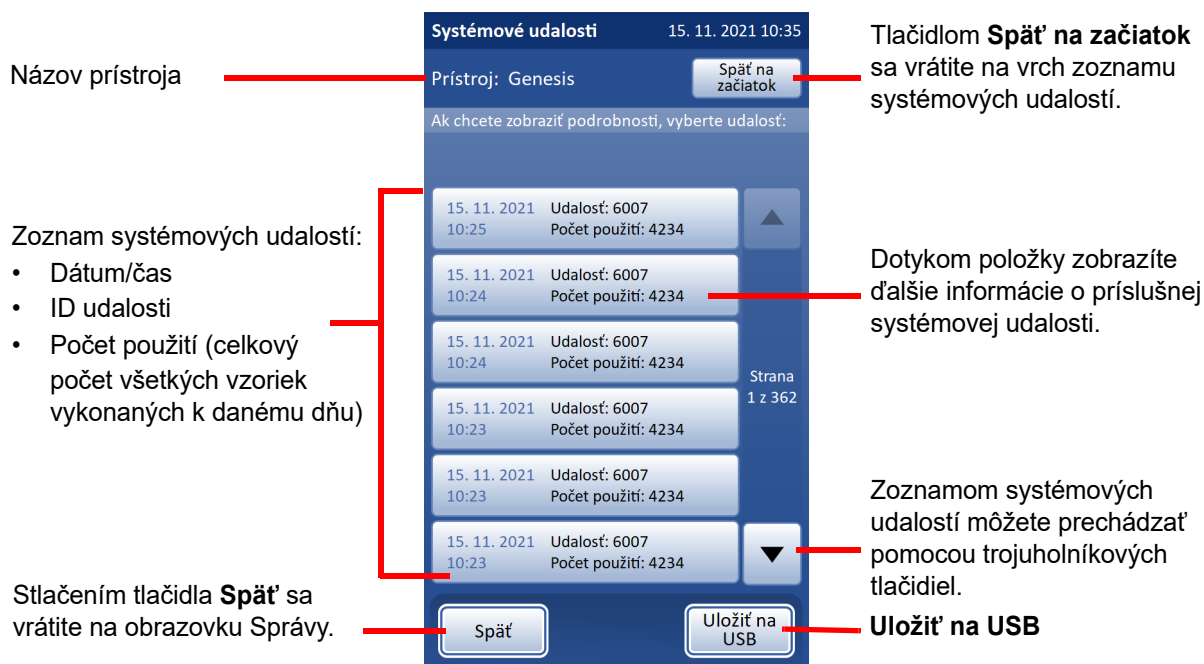 Názov prístroja
Zoznam systémových udalostí:
• Dátum/čas
• ID udalosti
• Počet použití (celkový
počet všetkých vzoriek
vykonaných k danému dňu)
Stlačením tlačidla Späť sa
vrátite na obrazovku Správy.
Systémové udalosti 15. 11. 2021 10:35
Prístroj: Genesis
Späť na
začiatok
Ak chcete zobraziť podrobnosti, vyberte udalosť:
15. 11. 2021 Udalosť: 6007
10:25 Počet použití: 4234
15. 11. 2021 Udalosť: 6007
10:24 Počet použití: 4234
15. 11. 2021 Udalosť: 6007
10:24 Počet použití: 4234
15. 11. 2021 Udalosť: 6007
10:23 Počet použití: 4234
15. 11. 2021 Udalosť: 6007
10:23 Počet použití: 4234
15. 11. 2021 Udalosť: 6007
10:23 Počet použití: 4234
Strana
1 z 362
Späť
Uložiť na
USB
Tlačidlom Späť na začiatok
sa vrátite na vrch zoznamu
systémových udalostí.
Dotykom položky zobrazíte
ďalšie informácie o príslušnej
systémovej udalosti.
Zoznamom systémových
udalostí môžete prechádzať
pomocou trojuholníkových
tlačidiel.
Uložiť na USB